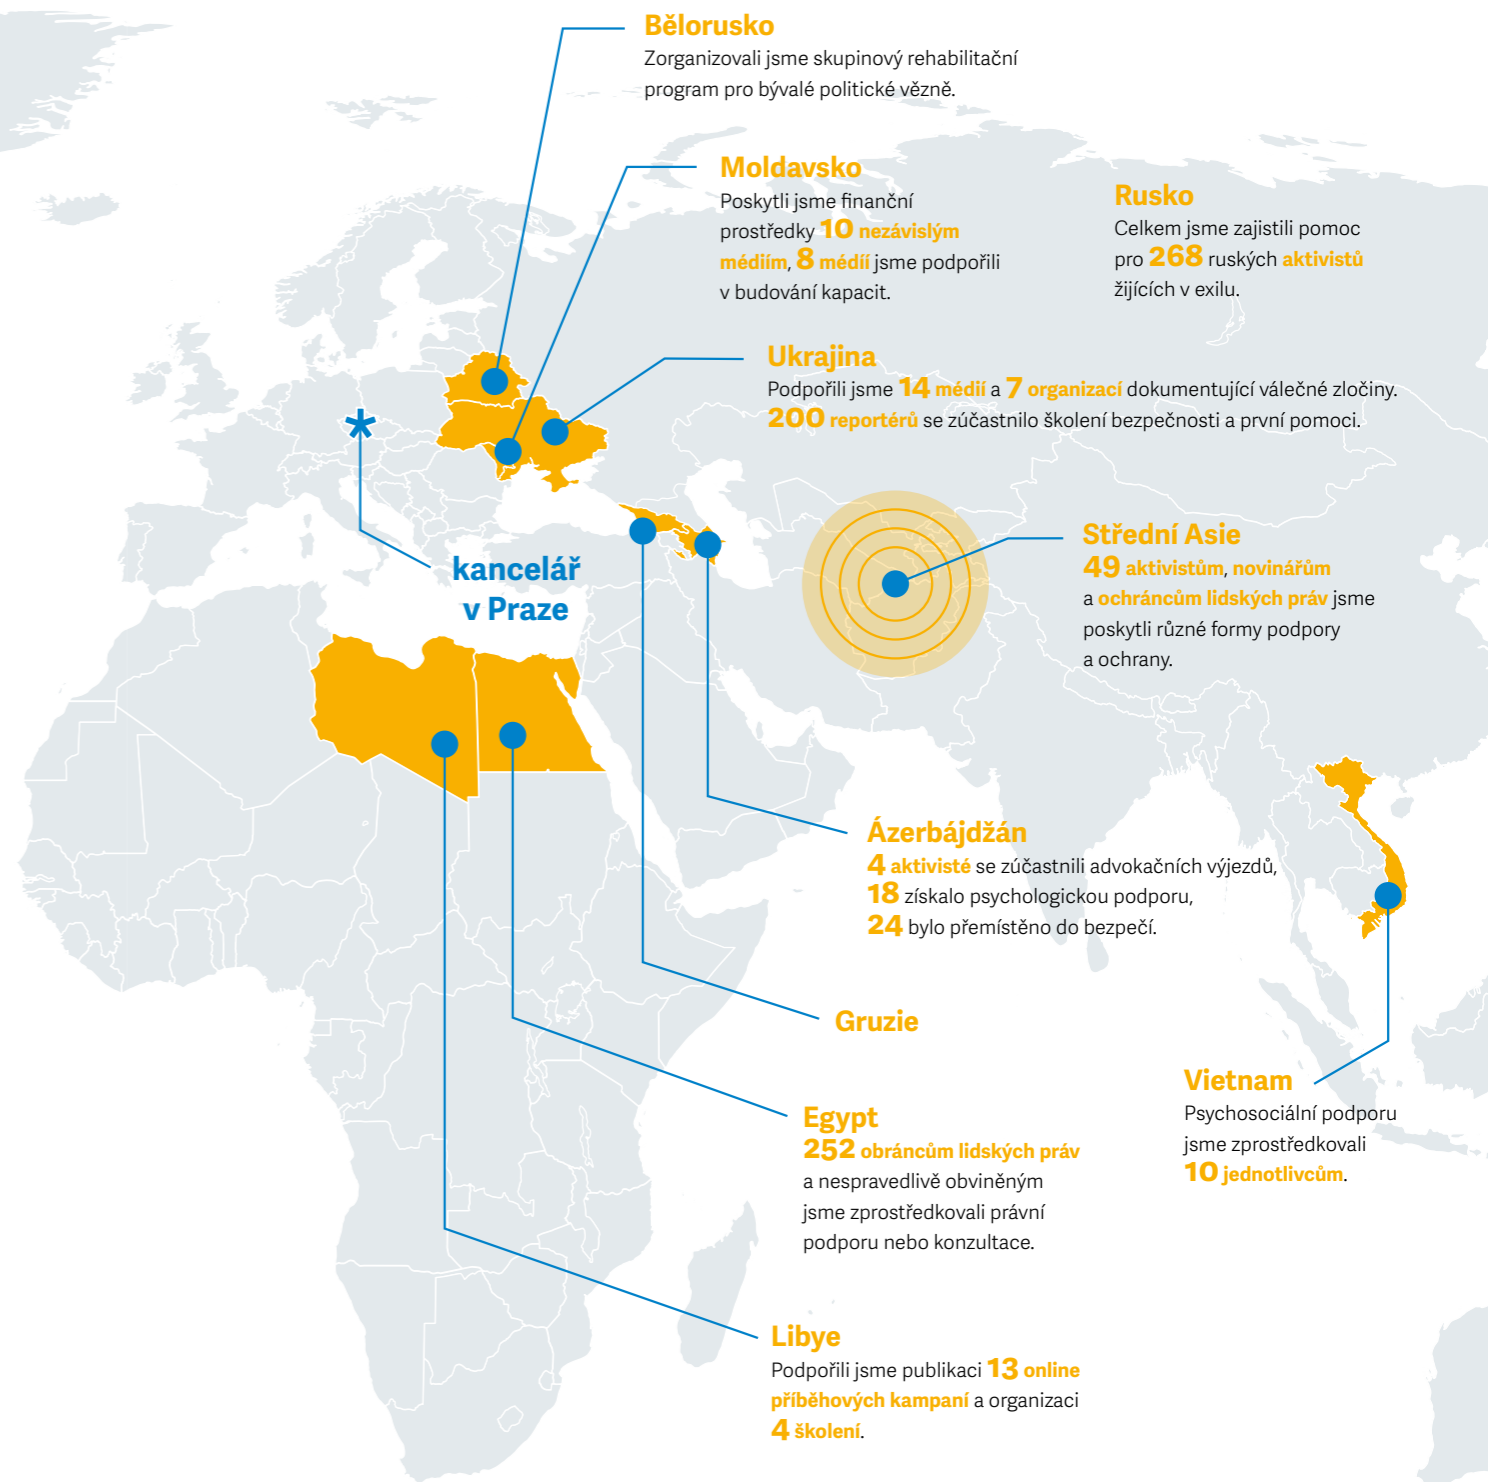 Bělorusko
Zorganizovali jsme skupinový rehabilitační
program pro bývalé politické vězně.
Moldavsko
Poskytli jsme finanční
prostředky 10 nezávislým
médiím, 8 médíí jsme podpořili
v budování kapacit.
Rusko
Celkem jsme zajistili pomoc
pro 268 ruských aktivistů
žijících v exilu.
Ukrajina
Podpořili jsme 14 médií a 7 organizací dokumentující válečné zločiny.
200 reportérů se zúčastnilo školení bezpečnosti a první pomoci.
kancelář
v Praze
Střední Asie
49 aktivistům, novinářům
a ochráncům lidských práv jsme
poskytli různé formy podpory
a ochrany.
Ázerbájdžán
4 aktivisté se zúčastnili advokačních výjezdů,
18 získalo psychologickou podporu,
24 bylo přemístěno do bezpečí.
Gruzie
Egypt
252 obráncům lidských práv
a nespravedlivě obviněným
jsme zprostředkovali právní
podporu nebo konzultace.
Vietnam
Psychosociální podporu
jsme zprostředkovali
10 jednotlivcům.
Libye
Podpořili jsme publikaci 13 online
příběhových kampaní a organizaci
4 školení.